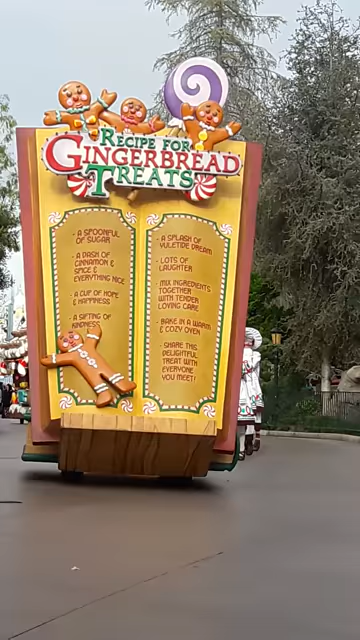 RECIPE FOR
GINGERBREAD
TREATS
- A SPOONFUL
OF SUGAR
- A DASH OF
CINNAMON &
SPICE &
EVERYTHING NICE
- A CUP OF HOPE
& HAPPINESS
- A SIFTING OF
KINDNESS
- A SPLASH OF
YULETIDE DREAM
- LOTS OF
LAUGHTER
- MIX INGREDIENTS
TOGETHER
WITH TENDER
LOVING CARE
- BAKE IN A WARM
& COZY OVEN
- SHARE THIS
DELIGHTFUL
TREAT WITH
EVERYONE
YOU MEET!